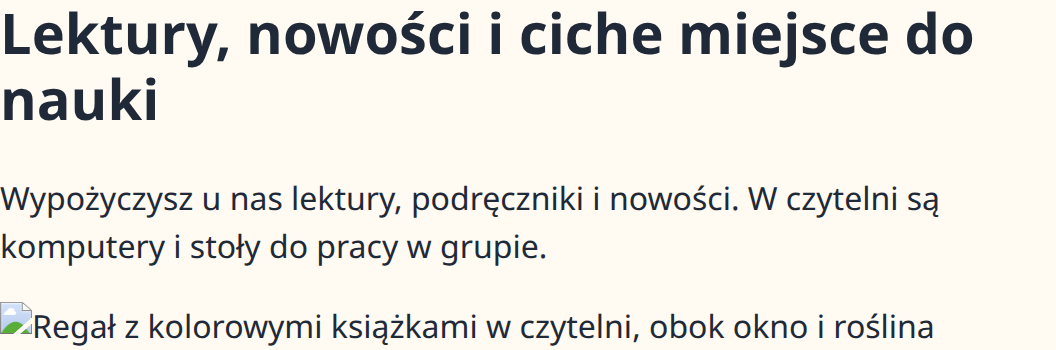 Lektury, nowości i ciche miejsce do
nauki
Wypożyczysz u nas lektury, podręczniki i nowości. W czytelni są
komputery i stoły do pracy w grupie.
Regał z kolorowymi książkami w czytelni, obok okno i roślina